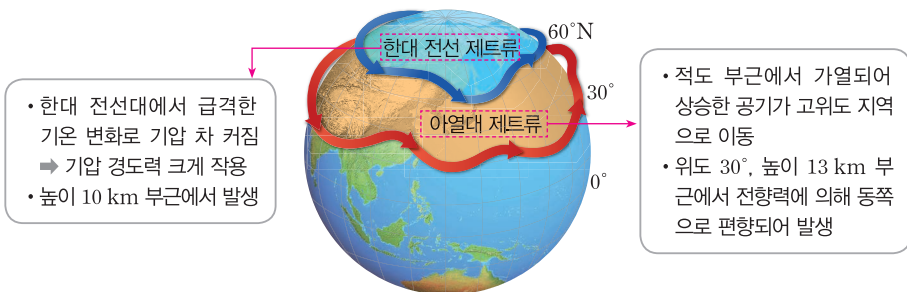 한대 전선 제트류
60°N
30°
아열대 제트류
0°
• 한대 전선대에서 급격한
기온 변화로 기압 차 커짐
➡ 기압 경도력 크게 작용
• 높이 10 km 부근에서 발생
• 적도 부근에서 가열되어
상승한 공기가 고위도 지역
으로 이동
• 위도 30°, 높이 13 km 부
근에서 전향력에 의해 동쪽
으로 편향되어 발생